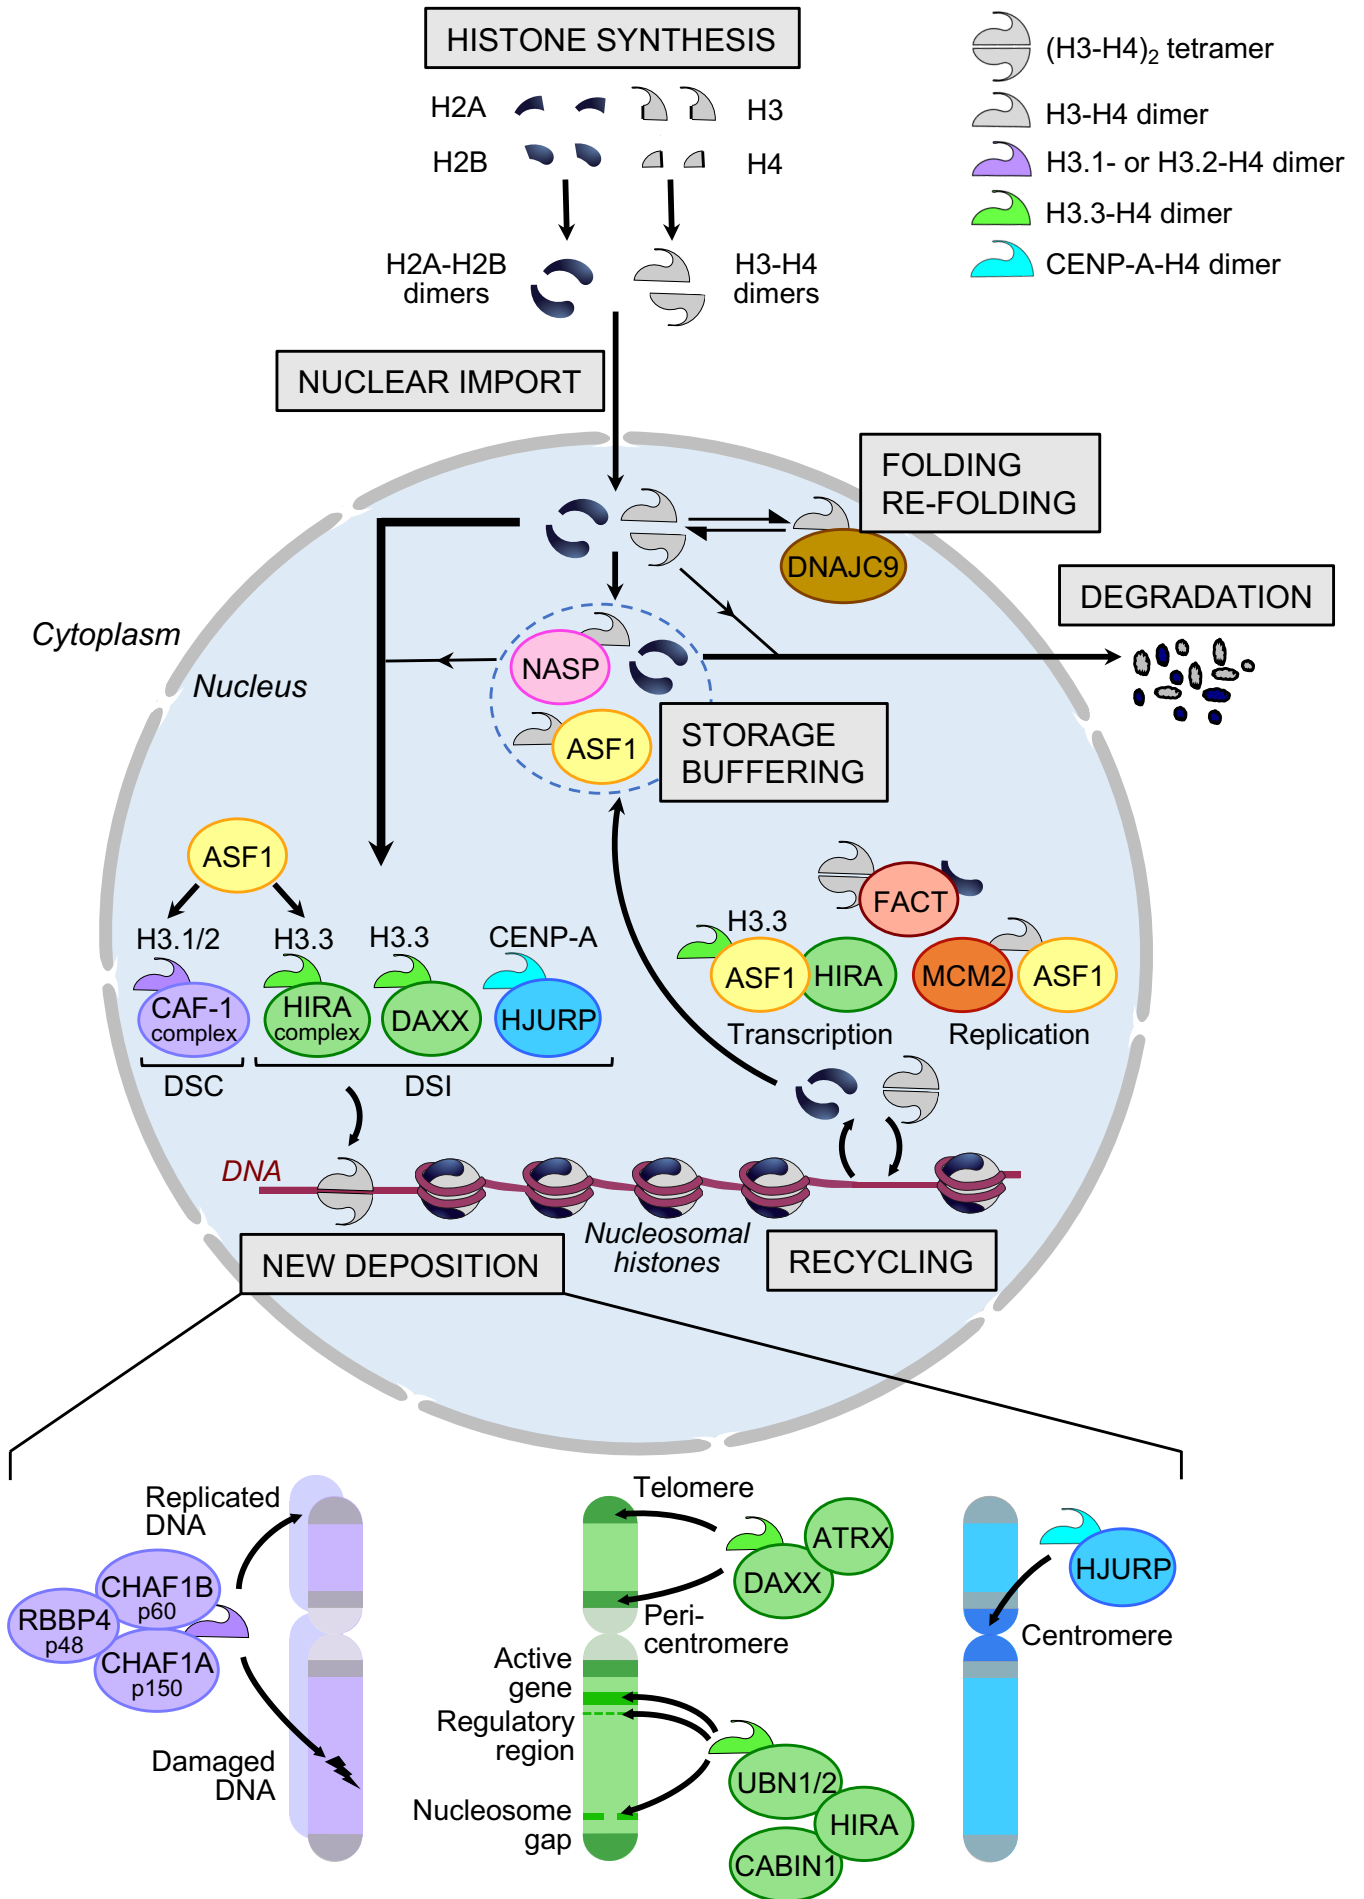 HISTONE SYNTHESIS
H2A
H3
H2B
H4
H2A-H2B
dimers
H3-H4
dimers
(H3-H4)2 tetramer
H3-H4 dimer
H3.1- or H3.2-H4 dimer
H3.3-H4 dimer
CENP-A-H4 dimer
NUCLEAR IMPORT
FOLDING
RE-FOLDING
DNAJC9
DEGRADATION
Cytoplasm
Nucleus
NASP
ASF1
STORAGE
BUFFERING
ASF1
H3.1/2
H3.3
H3.3
CENP-A
CAF-1
complex
HIRA
complex
DAXX
HJURP
DSC
DSI
FACT
H3.3
ASF1
HIRA
MCM2
ASF1
Transcription
Replication
DNA
Nucleosomal
histones
NEW DEPOSITION
RECYCLING
Replicated
DNA
CHAF1B
p60
RBBP4
p48
CHAF1A
p150
Damaged
DNA
Telomere
ATRX
DAXX
Peri-
centromere
Active
gene
Regulatory
region
Nucleosome
gap
UBN1/2
HIRA
CABIN1
HJURP
Centromere